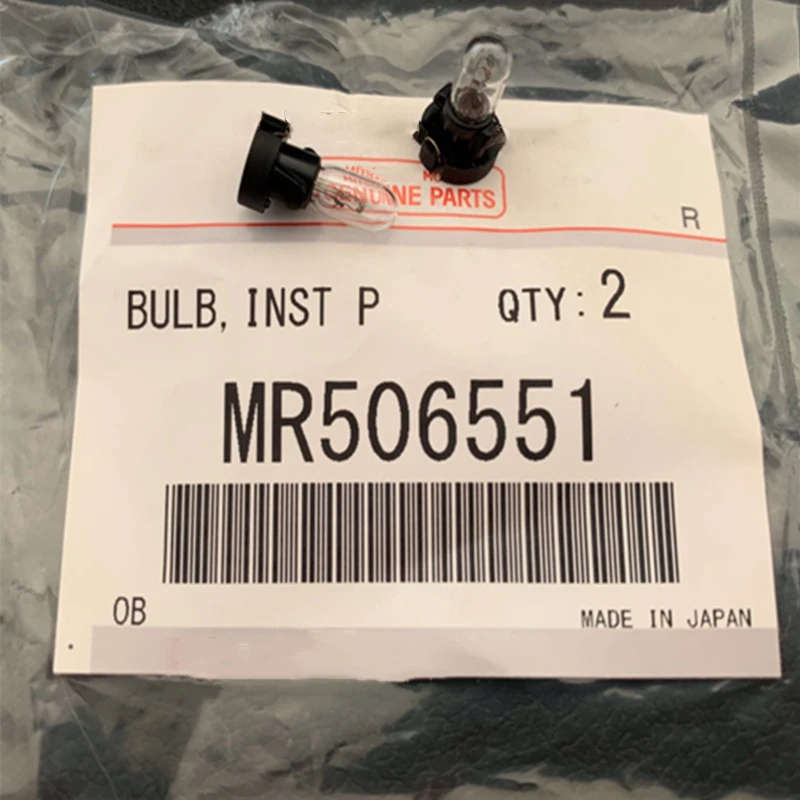 GENUINE PARTS
R
BULB, INST P QTY: 2
MR506551
OB
MADE IN JAPAN